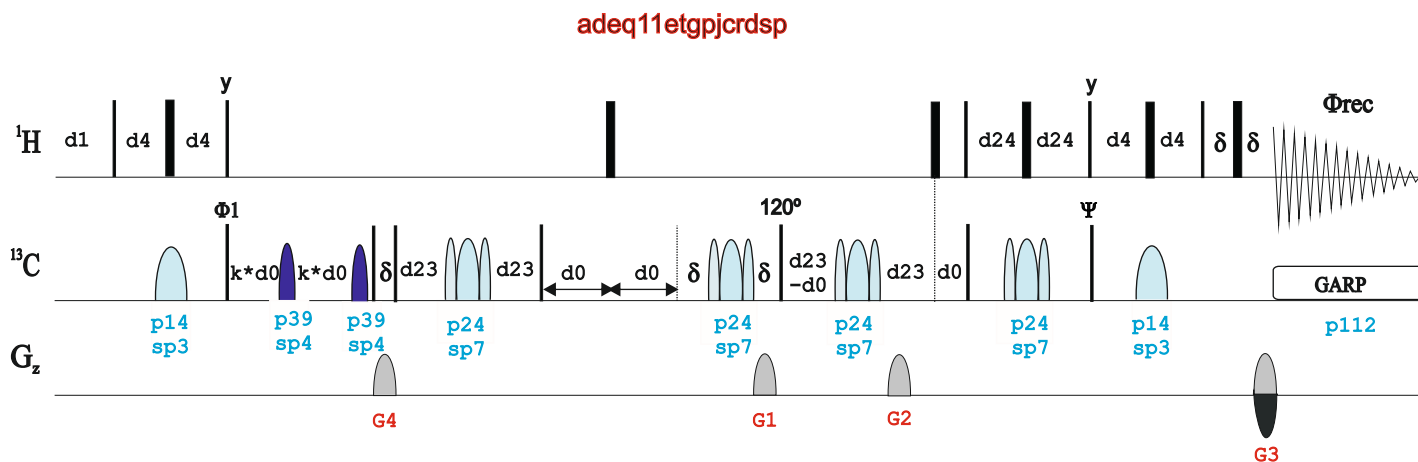 adeq11etgpjcrdsp
y y
¹H d1 d4 d4 d24 d24 d4 d4 δ δ Φrec
Φ1 120º Ψ
¹³C k*d0 k*d0 δ d23 d23 d0 d0 δ δ d23 -d0 d23 d0 GARP
p14 p39 p39 p24 p24 p24 p24 p14 p112
sp3 sp4 sp4 sp7 sp7 sp7 sp7 sp3
Gz
G4 G1 G2 G3